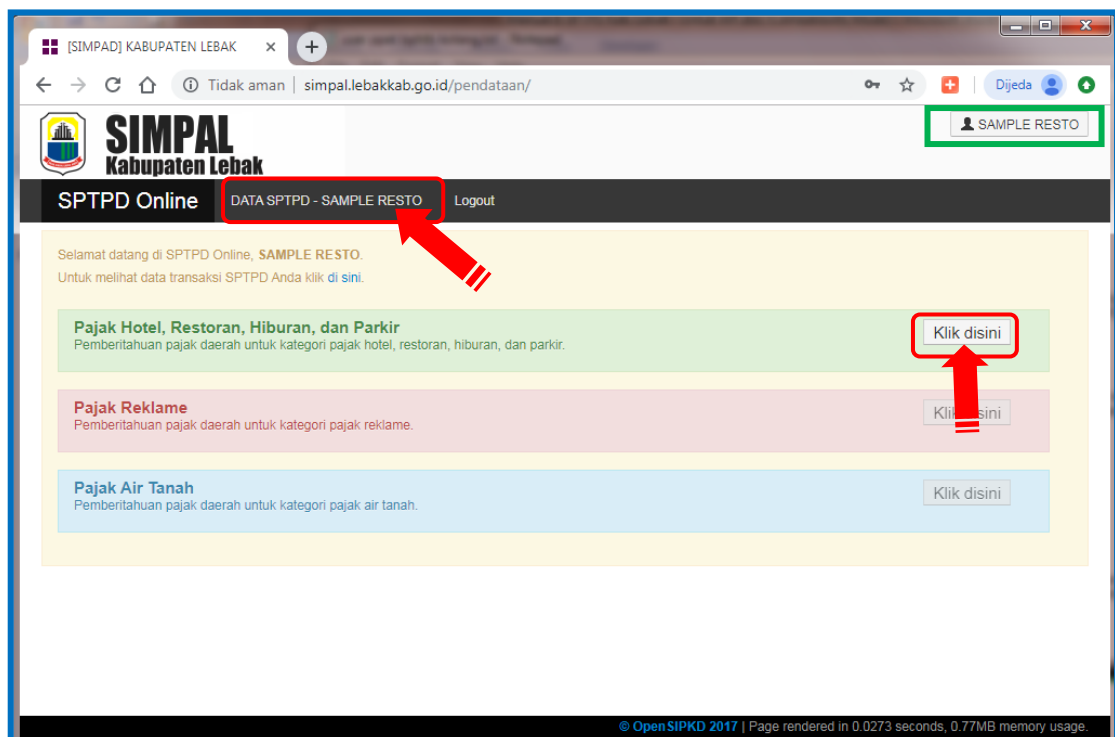 [SIMPAD] KABUPATEN LEBAK
Tidak aman | simpal.lebakkab.go.id/pendataan/
Dijeda
SIMPAL
Kabupaten Lebak
SAMPLE RESTO
SPTPD Online
DATA SPTPD - SAMPLE RESTO
Logout
Selamat datang di SPTPD Online, SAMPLE RESTO.
Untuk melihat data transaksi SPTPD Anda klik di sini.
Pajak Hotel, Restoran, Hiburan, dan Parkir
Pemberitahuan pajak daerah untuk kategori pajak hotel, restoran, hiburan, dan parkir.
Klik disini
Pajak Reklame
Pemberitahuan pajak daerah untuk kategori pajak reklame.
Klik disini
Pajak Air Tanah
Pemberitahuan pajak daerah untuk kategori pajak air tanah.
Klik disini
© OpenSIPKD 2017 | Page rendered in 0.0273 seconds, 0.77MB memory usage.